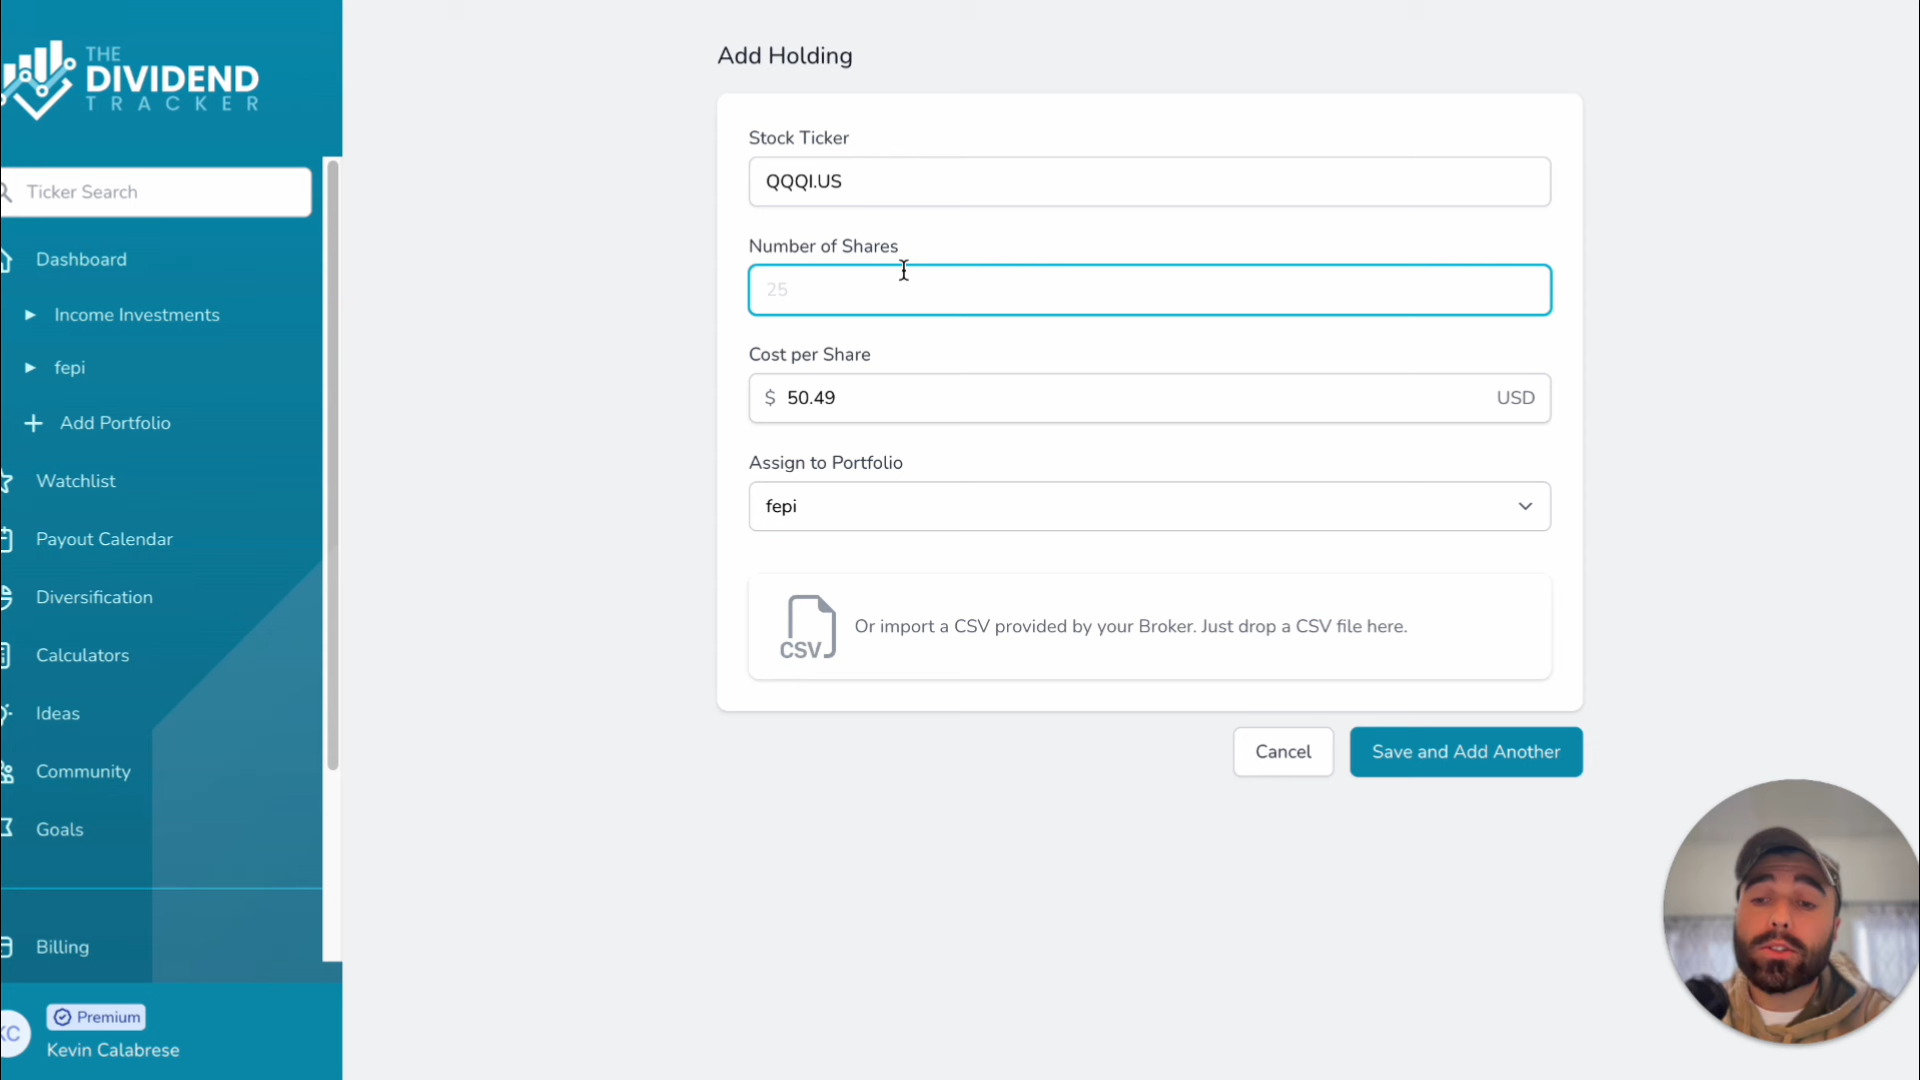 THE
DIVIDEND
TRACKER
Ticker Search
Dashboard
Income Investments
fepi
Add Portfolio
Watchlist
Payout Calendar
Diversification
Calculators
Ideas
Community
Goals
Billing
KC
Premium
Kevin Calabrese
Add Holding
Stock Ticker
QQQI.US
Number of Shares
25
Cost per Share
$ 50.49 USD
Assign to Portfolio
fepi
CSV
Or import a CSV provided by your Broker. Just drop a CSV file here.
Cancel
Save and Add Another